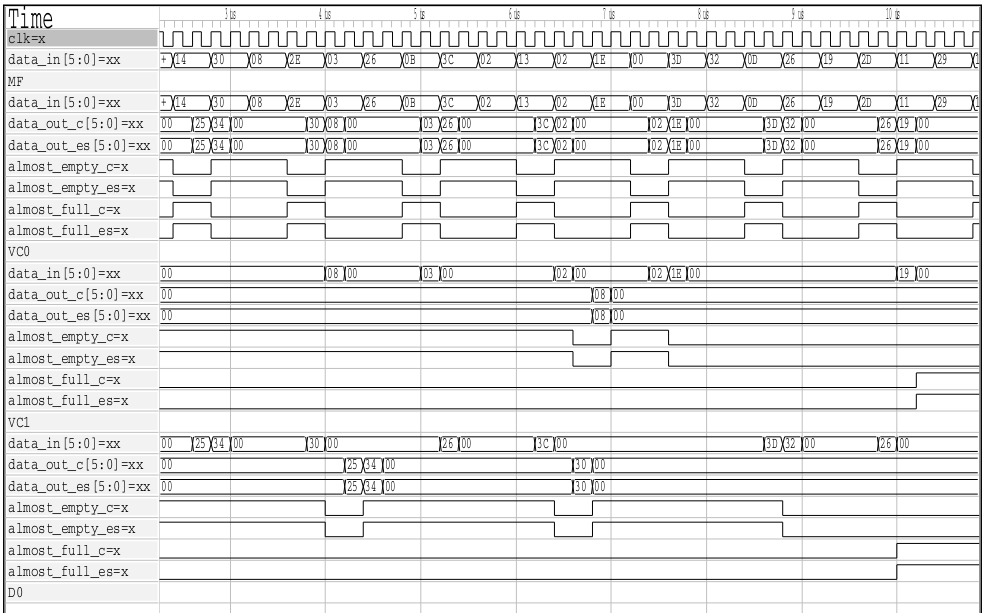 Time 3 us 4 us 5 us 6 us 7 us 8 us 9 us 10 us
clk=x
data_in[5:0]=xx + 14 30 08 2E 03 26 0B 3C 02 13 02 1E 00 3D 32 0D 26 19 2D 11 29
MF
data_in[5:0]=xx + 14 30 08 2E 03 26 0B 3C 02 13 02 1E 00 3D 32 0D 26 19 2D 11 29
data_out_c[5:0]=xx 00 25 34 00 30 08 00 03 26 00 3C 02 00 02 1E 00 3D 32 00 26 19 00
data_out_es[5:0]=xx 00 25 34 00 30 08 00 03 26 00 3C 02 00 02 1E 00 3D 32 00 26 19 00
almost_empty_c=x
almost_empty_es=x
almost_full_c=x
almost_full_es=x
VC0
data_in[5:0]=xx 00 08 00 03 00 02 00 02 1E 00 19 00
data_out_c[5:0]=xx 00 08 00
data_out_es[5:0]=xx 00 08 00
almost_empty_c=x
almost_empty_es=x
almost_full_c=x
almost_full_es=x
VC1
data_in[5:0]=xx 00 25 34 00 30 00 26 00 3C 00 3D 32 00 26 00
data_out_c[5:0]=xx 00 25 34 00 30 00
data_out_es[5:0]=xx 00 25 34 00 30 00
almost_empty_c=x
almost_empty_es=x
almost_full_c=x
almost_full_es=x
D0